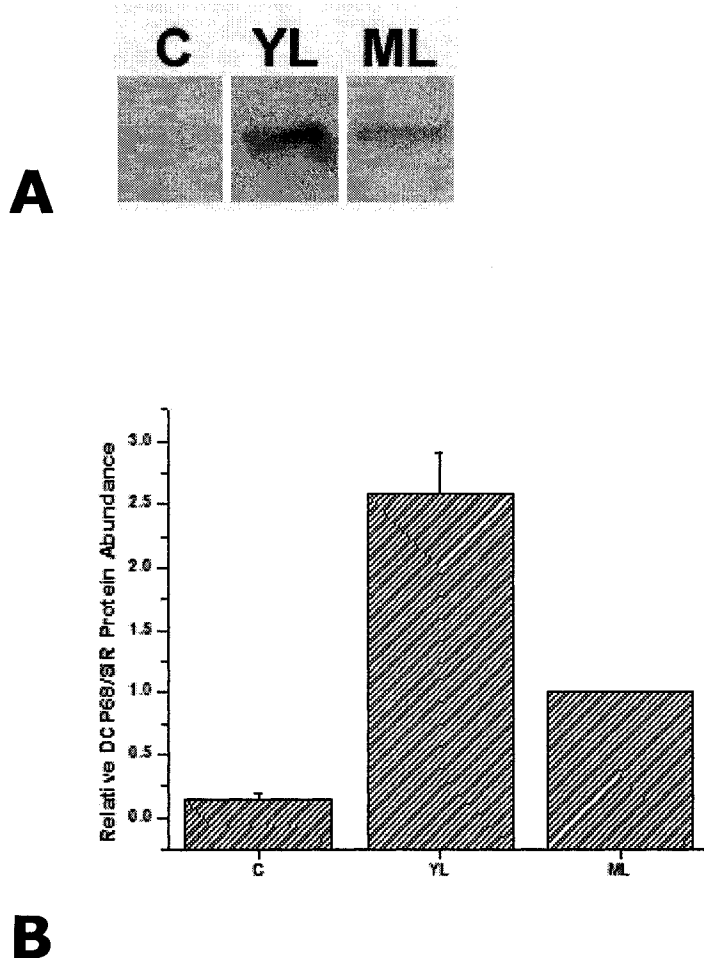 C YL ML
A
Relative DCP68/SIR Protein Abundance
3.0
2.5
2.0
1.5
1.0
0.5
0.0
C YL ML
B